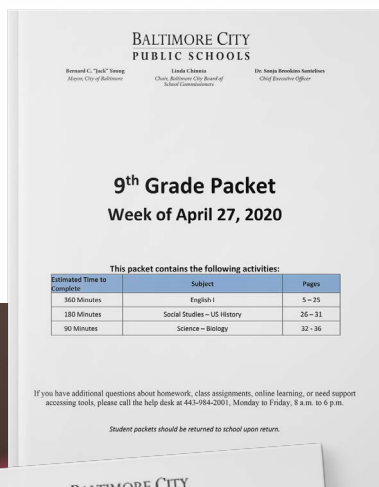 BALTIMORE CITY
PUBLIC SCHOOLS
Bernard C. "Jack" Young
Mayor, City of Baltimore
Linda Chinnia
Chair, Baltimore City Board of
School Commissioners
Dr. Sonja Brookins Santelises
Chief Executive Officer
9th Grade Packet
Week of April 27, 2020
This packet contains the following activities:
Estimated Time to Complete Subject Pages
360 Minutes English I 5 – 25
180 Minutes Social Studies – US History 26 – 31
90 Minutes Science – Biology 32 - 36
If you have additional questions about homework, class assignments, online learning, or need support
accessing tools, please call the help desk at 443-984-2001, Monday to Friday, 8 a.m. to 6 p.m.
Student packets should be returned to school upon return.
BALTIMORE CITY